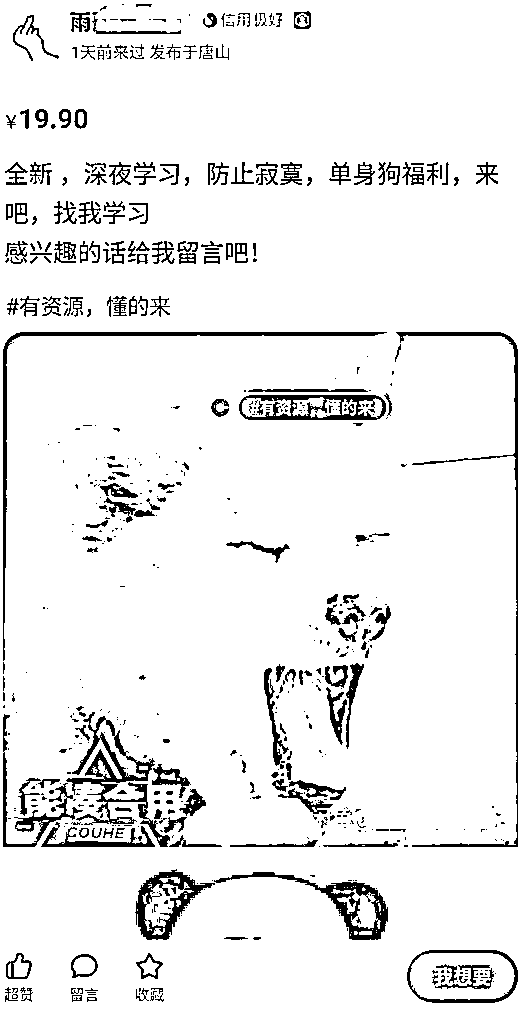 雨
信用极好
1天前来过 发布于唐山
¥19.90
全新，深夜学习，防止寂寞，单身狗福利，来
吧，找我学习
感兴趣的话给我留言吧！
#有资源，懂的来
#有资源，懂的来
能凑合用
COUHE
超赞
留言
收藏
我想要